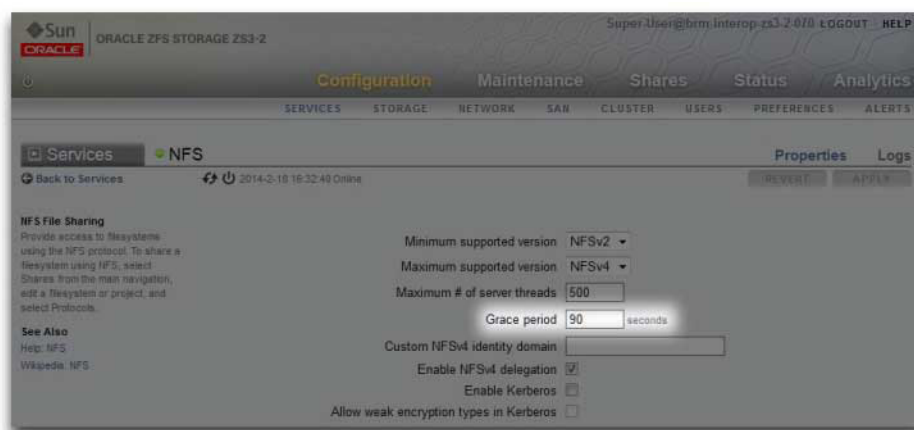 Sun
ORACLE
ORACLE ZFS STORAGE ZS3-2
Super-User@brm-interop-zs3-2-070 LOGOUT HELP
Configuration Maintenance Shares Status Analytics
SERVICES STORAGE NETWORK SAN CLUSTER USERS PREFERENCES ALERTS
Services
NFS
Properties Logs
Back to Services
2014-2-18 16:32:49 Online
REVERT APPLY
NFS File Sharing
Provide access to filesystems
using the NFS protocol. To share a
filesystem using NFS, select
Shares from the main navigation,
edit a filesystem or project, and
select Protocols.
See Also
Help: NFS
Wikipedia: NFS
Minimum supported version NFSv2
Maximum supported version NFSv4
Maximum # of server threads 500
Grace period 90 seconds
Custom NFSv4 identity domain
Enable NFSv4 delegation
Enable Kerberos
Allow weak encryption types in Kerberos